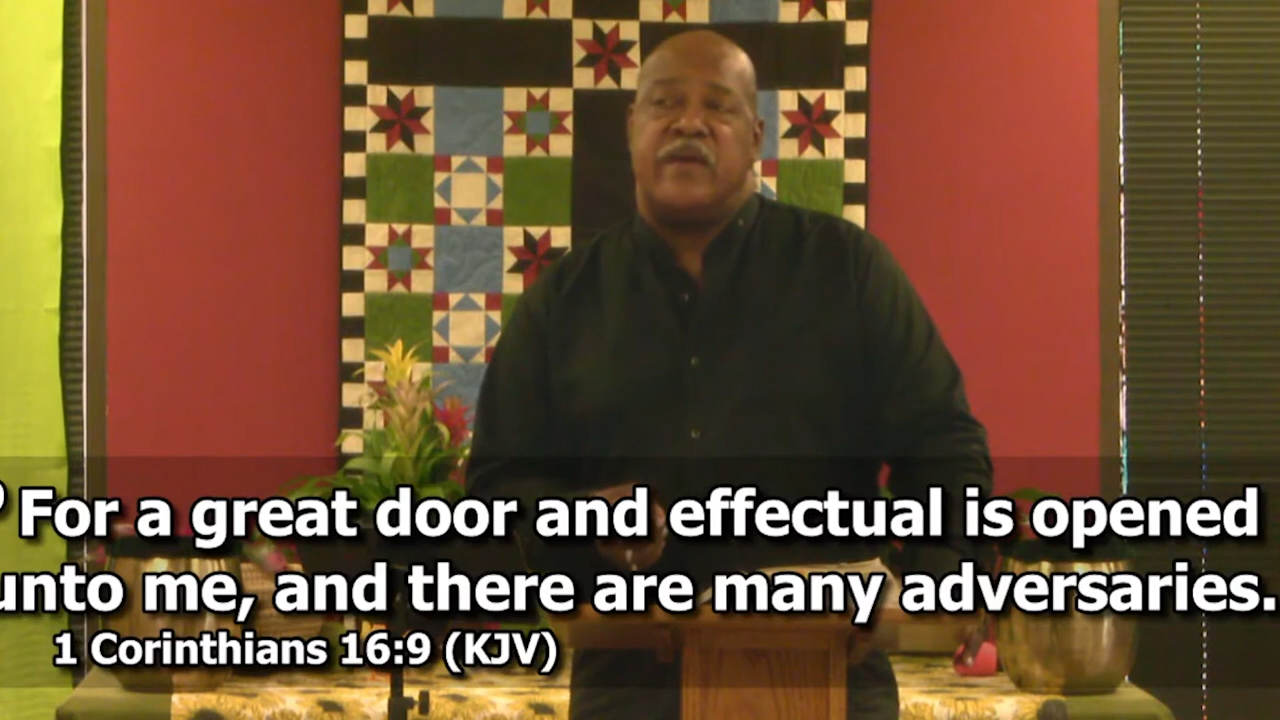 9 For a great door and effectual is opened
unto me, and there are many adversaries.
1 Corinthians 16:9 (KJV)